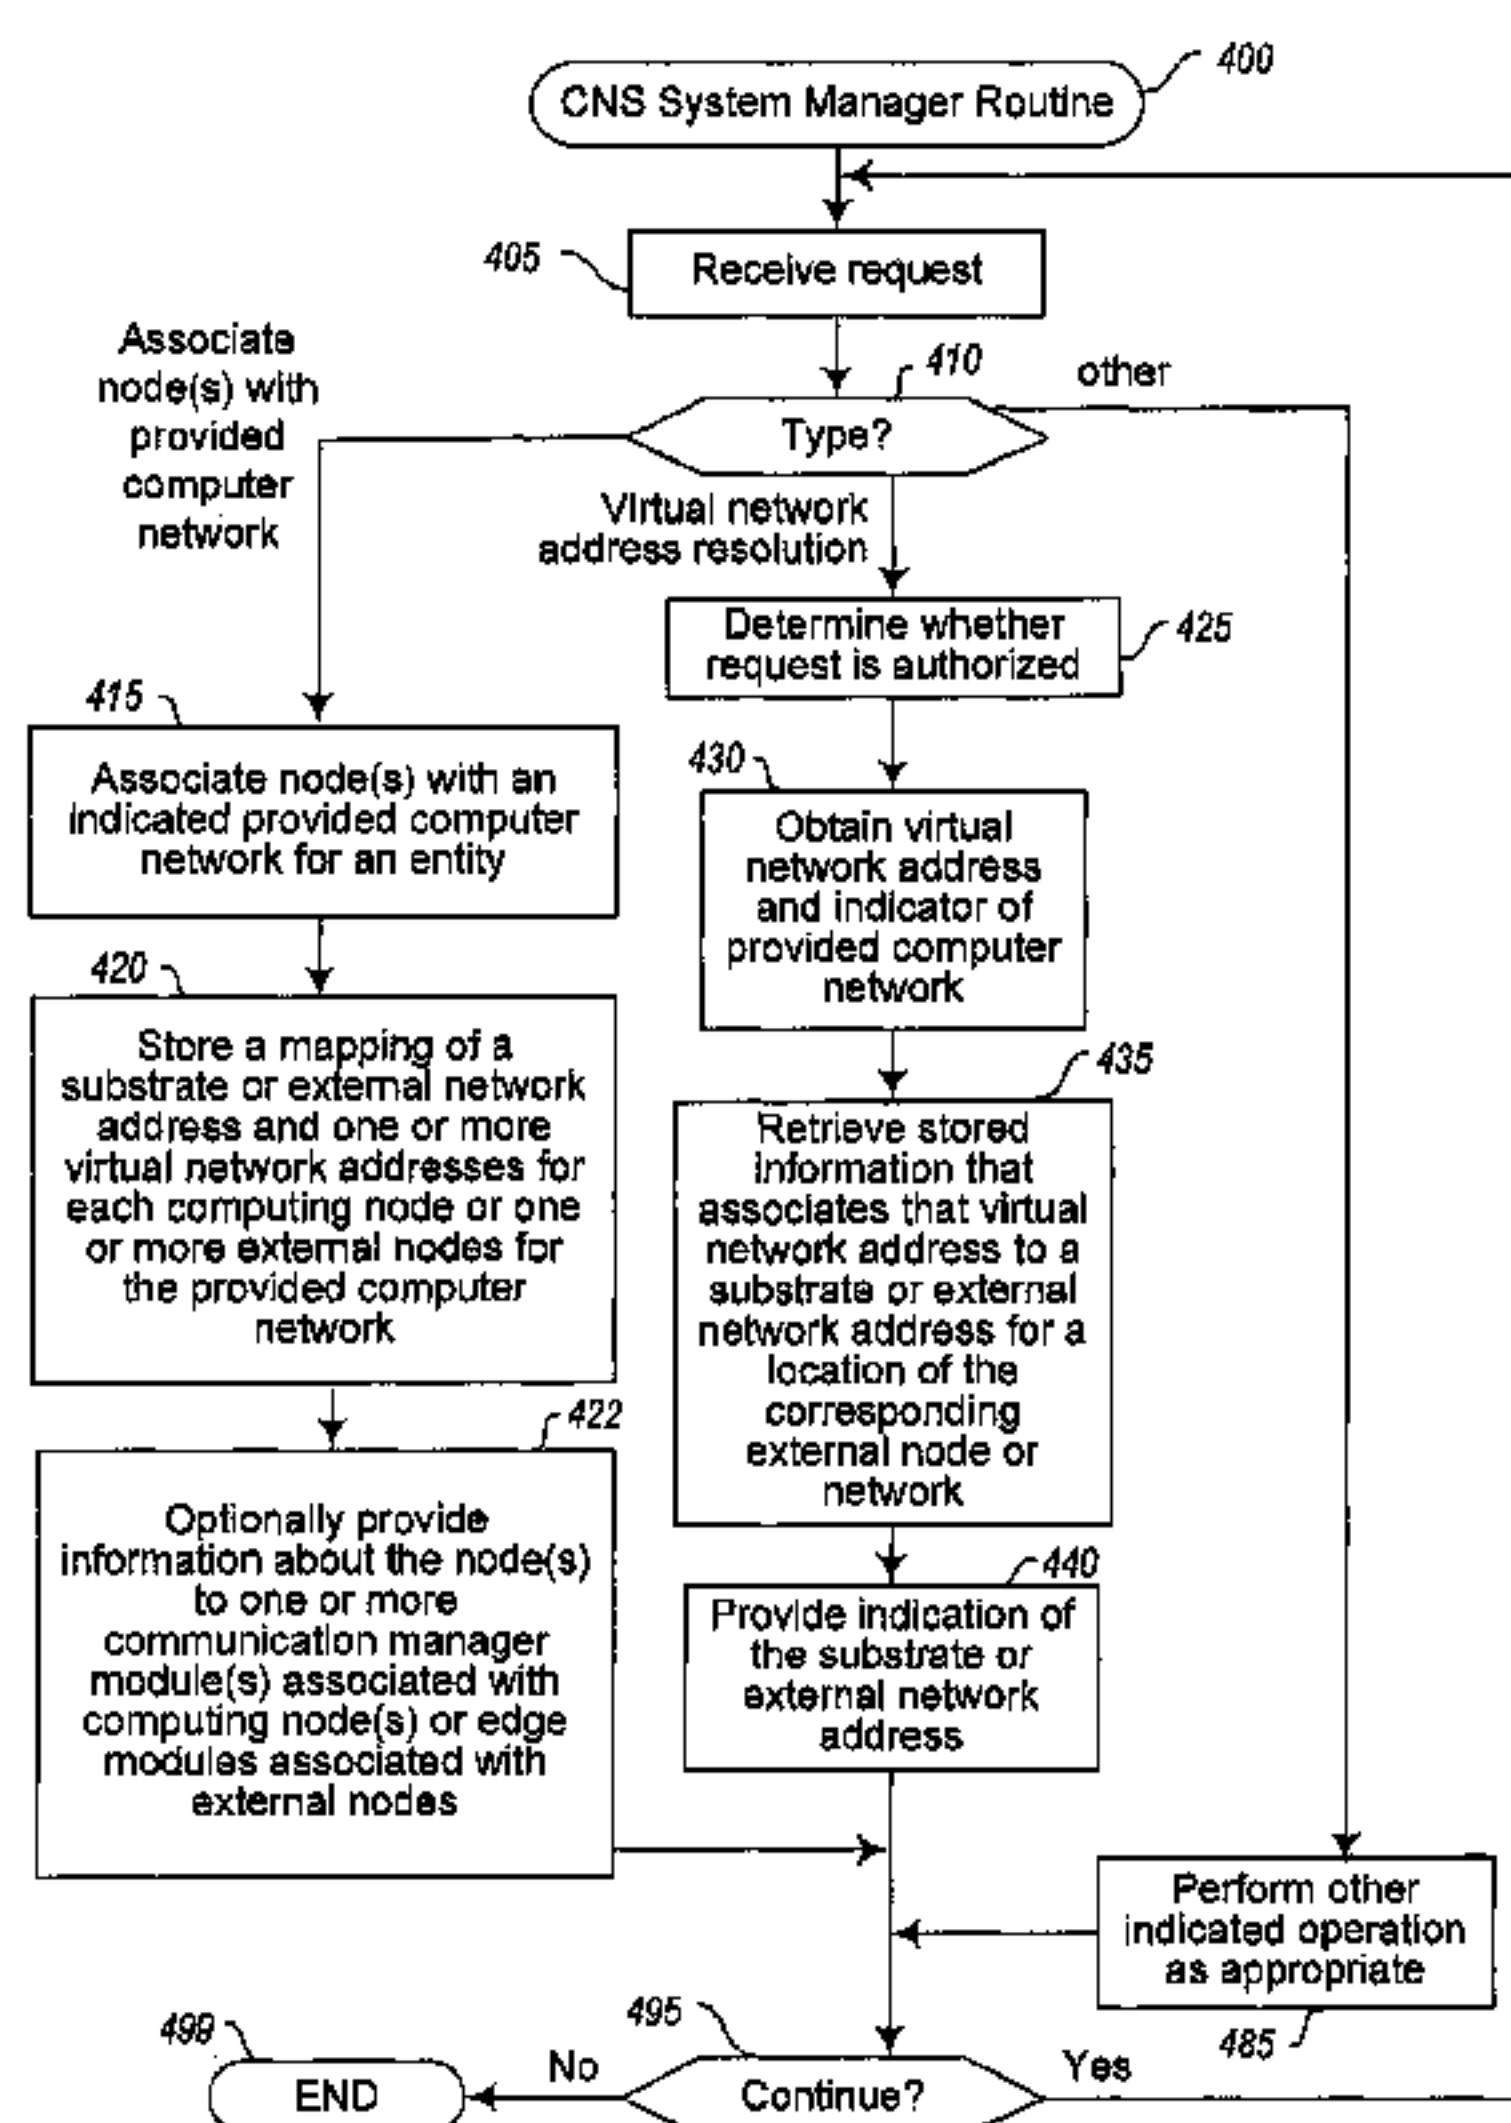 400
CNS System Manager Routine
405
Receive request
Associate
node(s) with
provided
computer
network
410
other
Type?
Virtual network
address resolution
Determine whether
request is authorized
425
415
Associate node(s) with an
indicated provided computer
network for an entity
430
Obtain virtual
network address
and indicator of
provided computer
network
420
Store a mapping of a
substrate or external network
address and one or more
virtual network addresses for
each computing node or one
or more external nodes for
the provided computer
network
435
Retrieve stored
information that
associates that virtual
network address to a
substrate or external
network address for a
location of the
corresponding
external node or
network
422
Optionally provide
information about the node(s)
to one or more
communication manager
module(s) associated with
computing node(s) or edge
modules associated with
external nodes
440
Provide indication of
the substrate or
external network
address
Perform other
indicated operation
as appropriate
485
495
499
No
Yes
END
Continue?